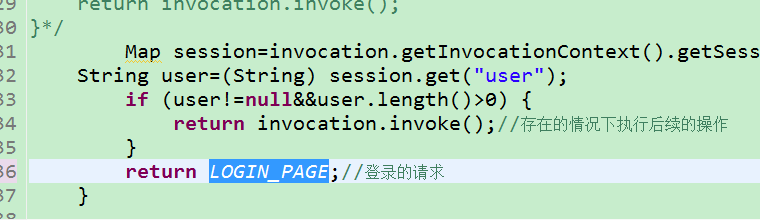 29 return invocation.invoke();
30 }*/
31 Map session=invocation.getInvocationContext().getSess
32 String user=(String) session.get("user");
33 if (user!=null&&user.length()>0) {
34 return invocation.invoke();//存在的情况下执行后续的操作
35 }
36 return LOGIN_PAGE;//登录的请求
37 }